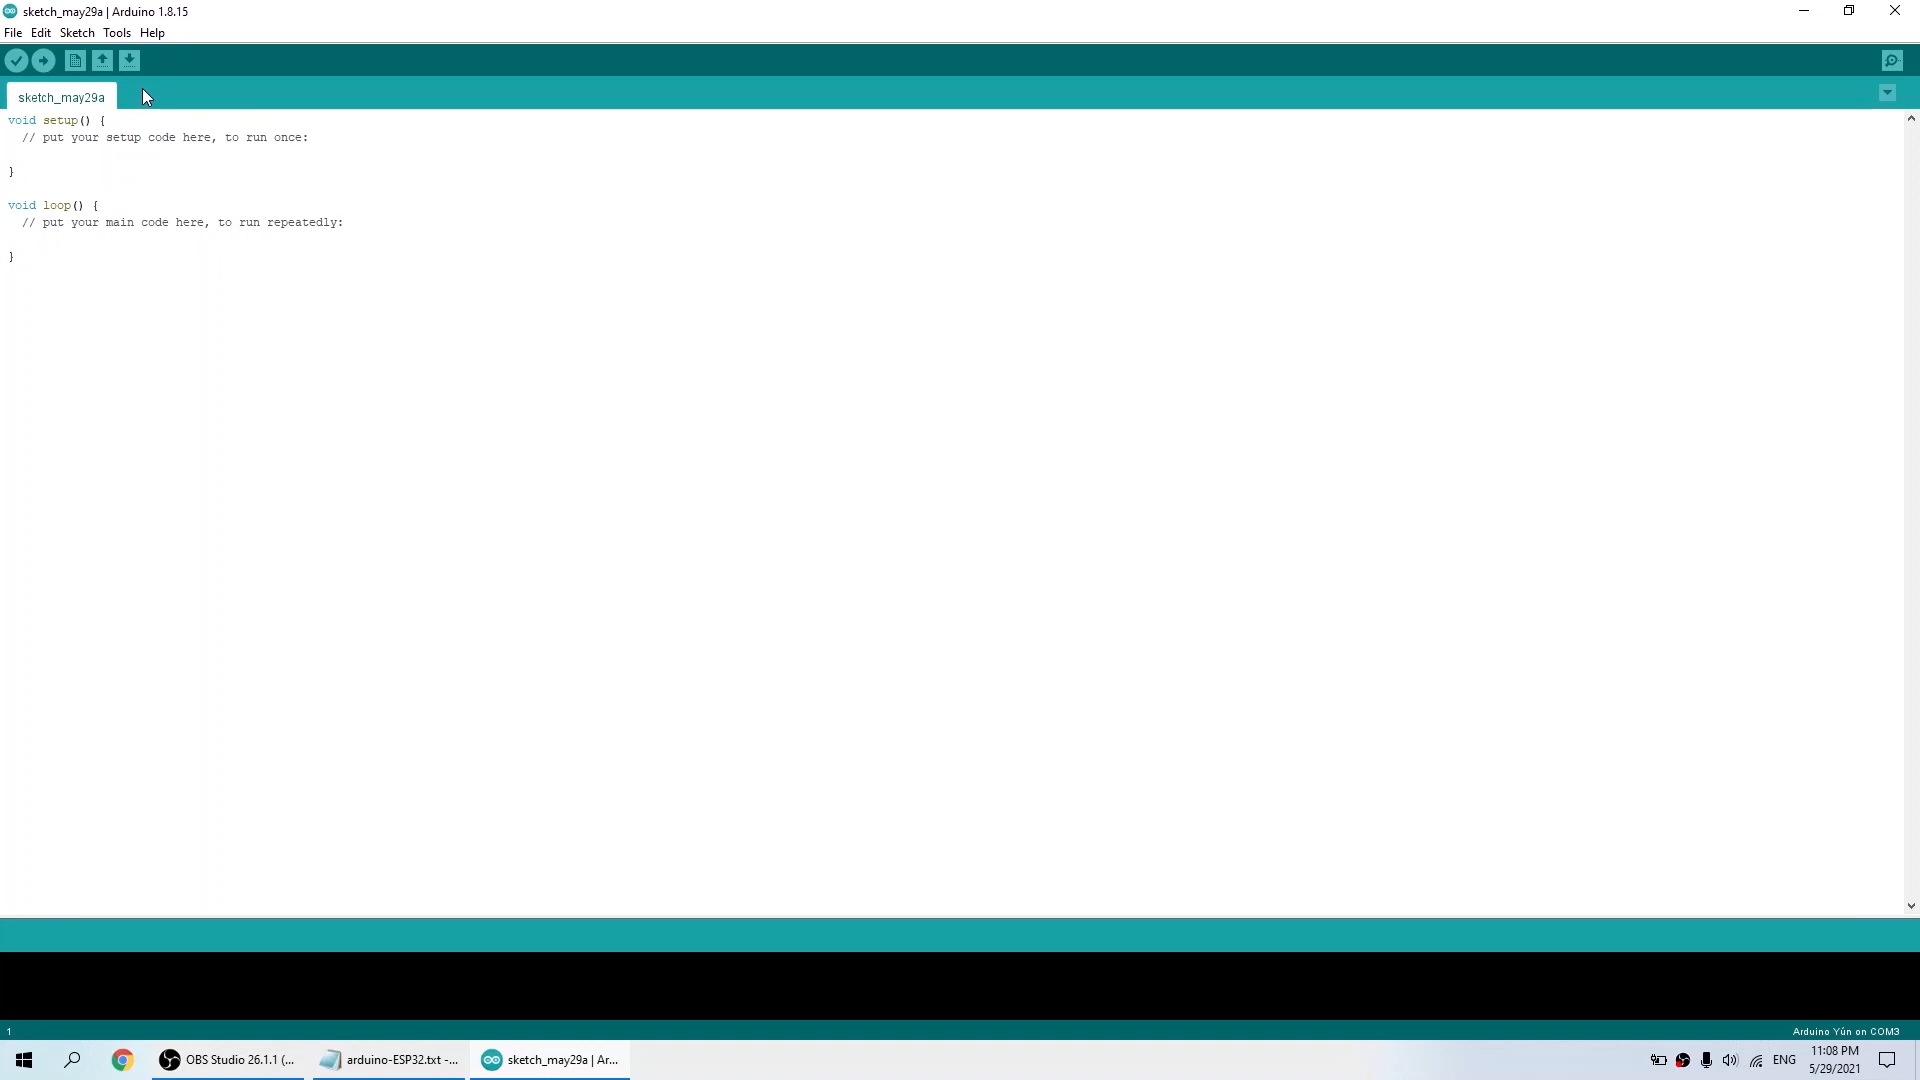 sketch_may29a | Arduino 1.8.15
File Edit Sketch Tools Help
sketch_may29a
void setup() {
  // put your setup code here, to run once:
}
void loop() {
  // put your main code here, to run repeatedly:
}
1
Arduino Yún on COM3
OBS Studio 26.1.1 (...
arduino-ESP32.txt -...
sketch_may29a | Ar...
ENG
11:08 PM
5/29/2021